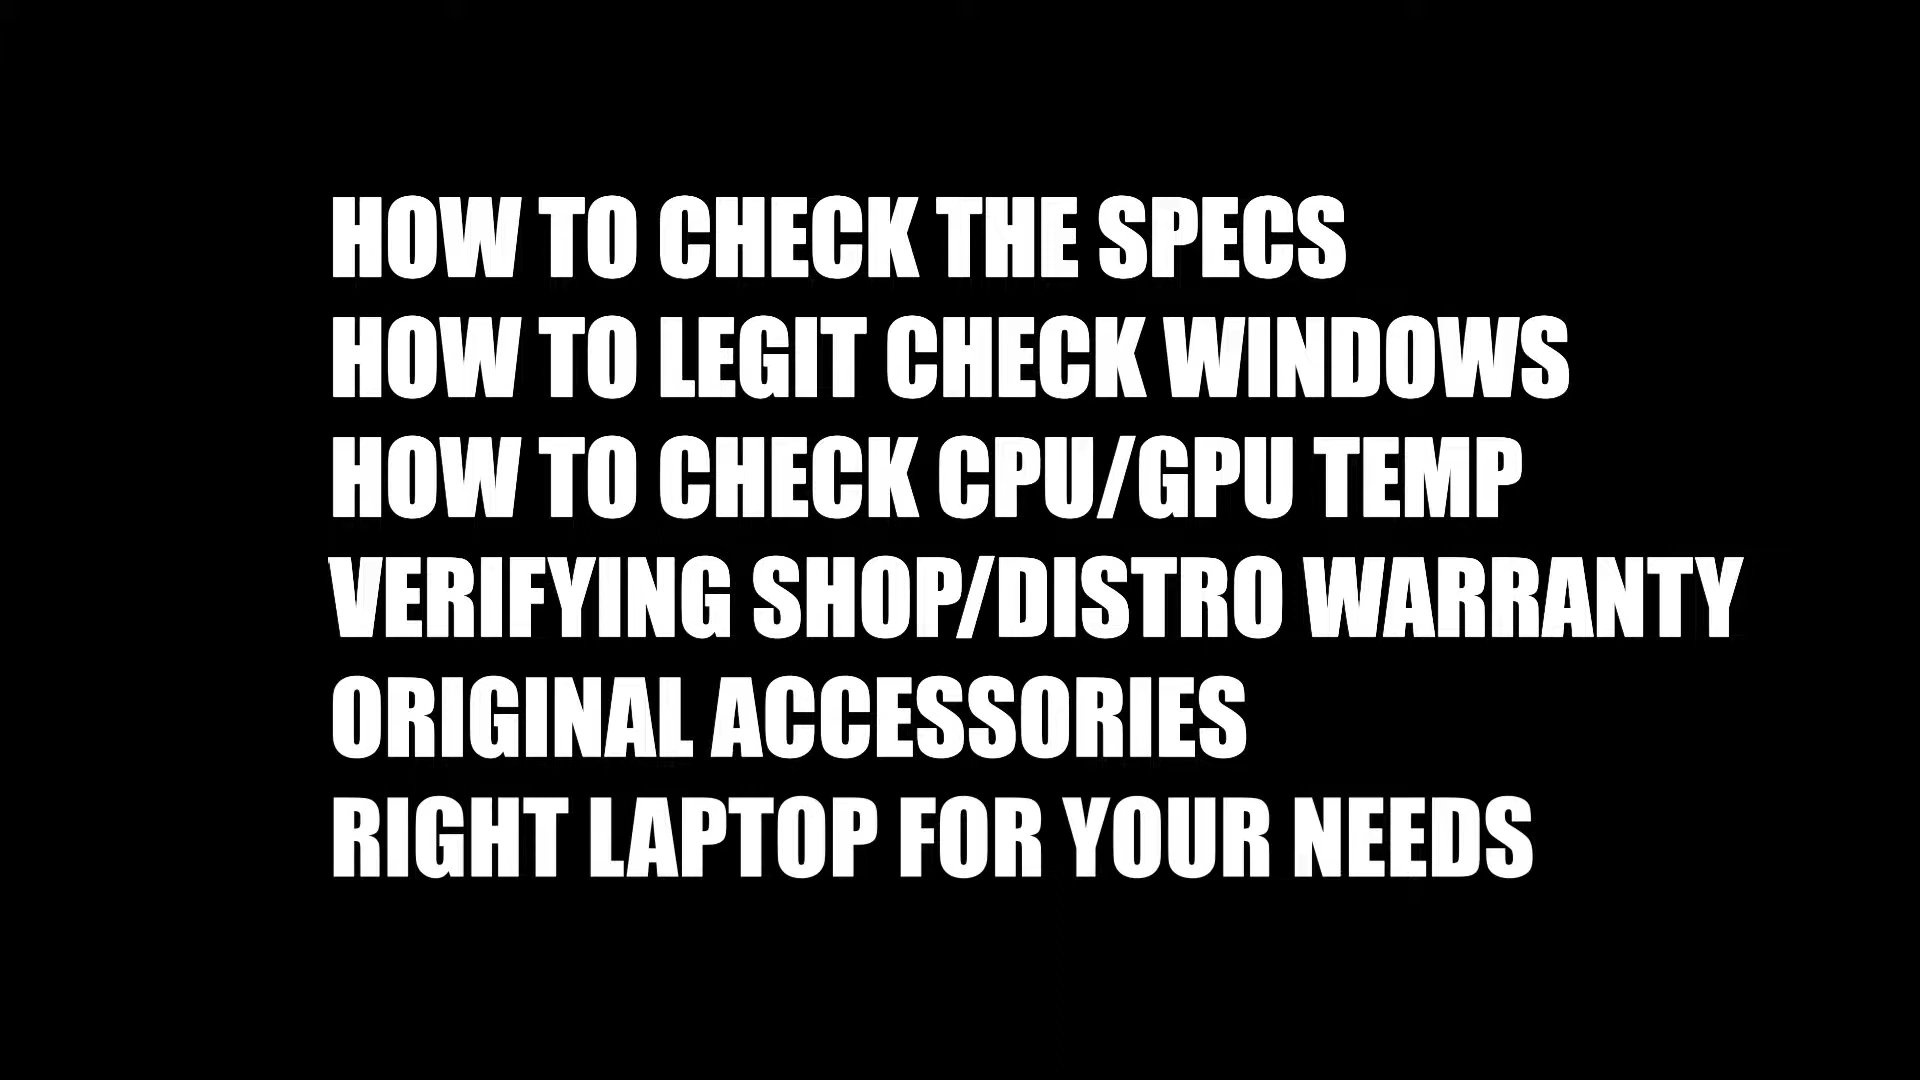 HOW TO CHECK THE SPECS
HOW TO LEGIT CHECK WINDOWS
HOW TO CHECK CPU/GPU TEMP
VERIFYING SHOP/DISTRO WARRANTY
ORIGINAL ACCESSORIES
RIGHT LAPTOP FOR YOUR NEEDS